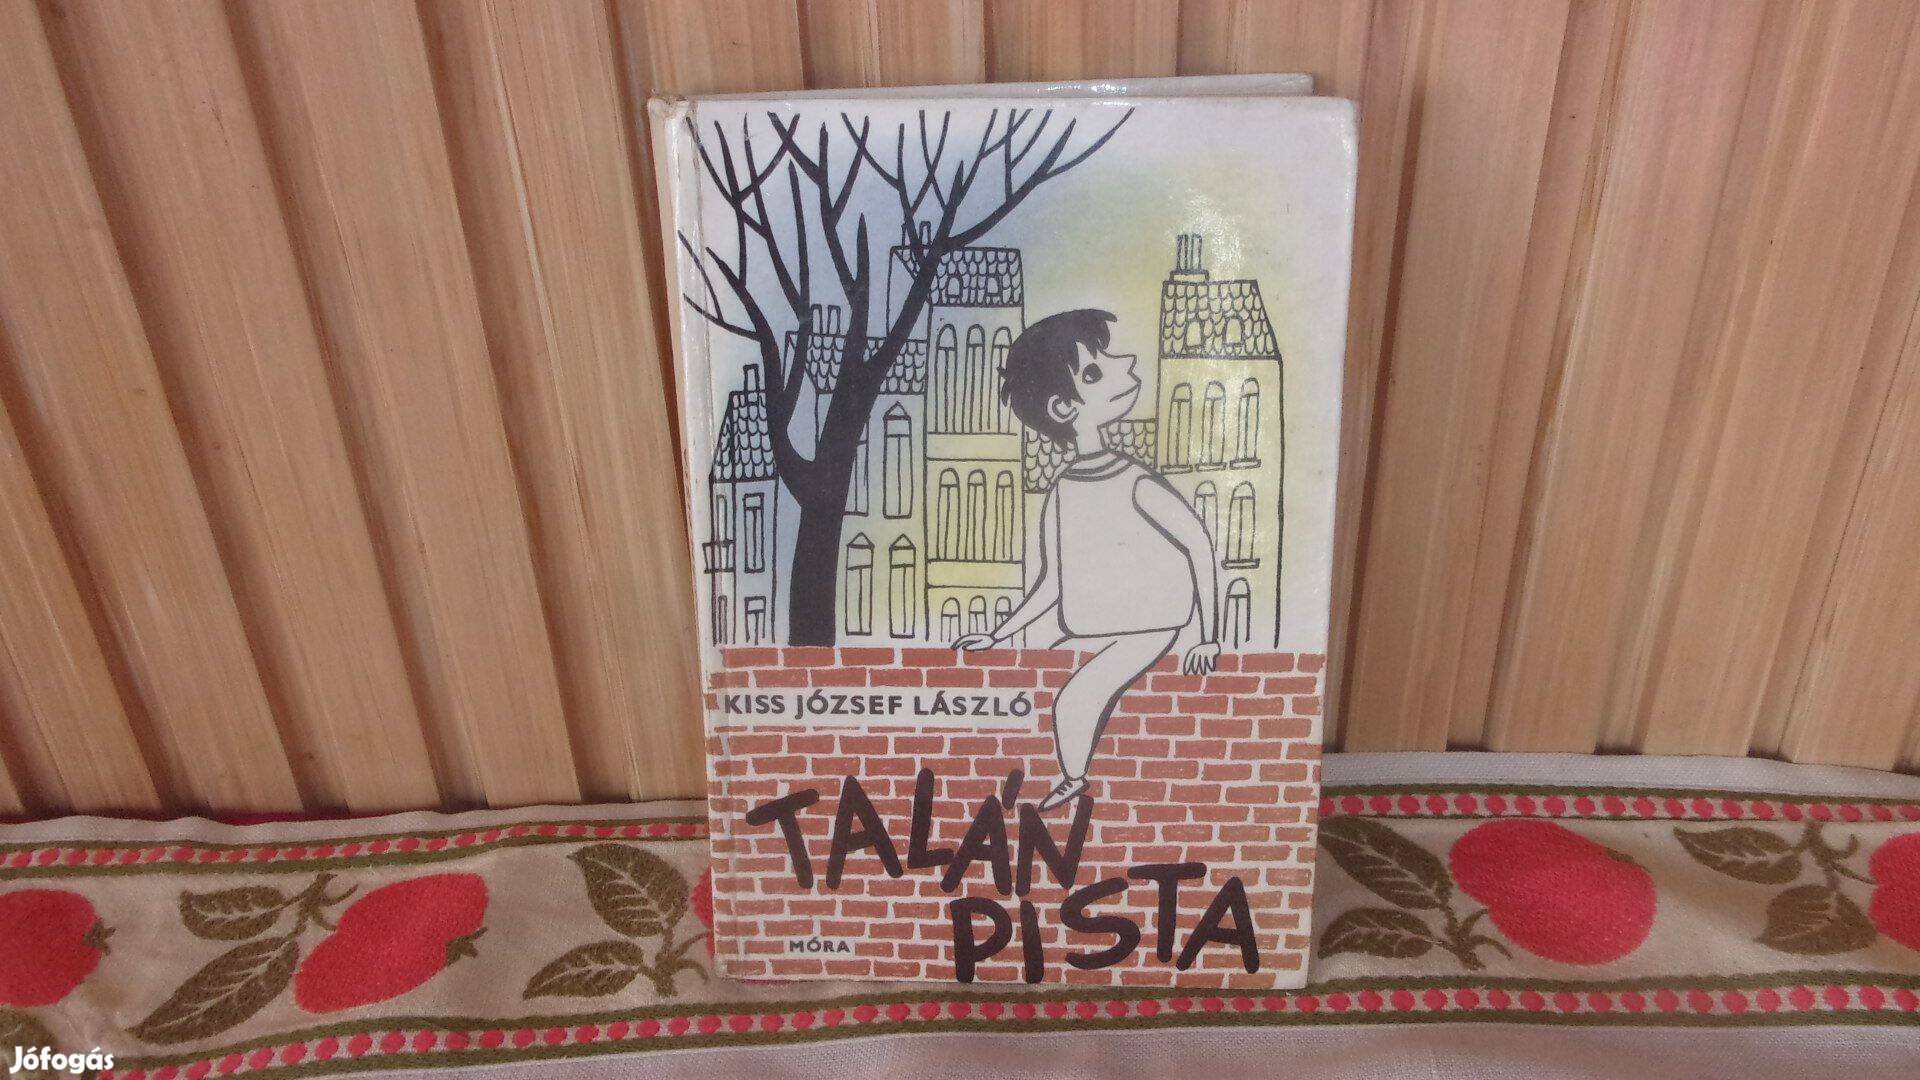 KISS JÓZSEF LÁSZLÓ
TALÁN
PISTA
MÓRA
Jófogás